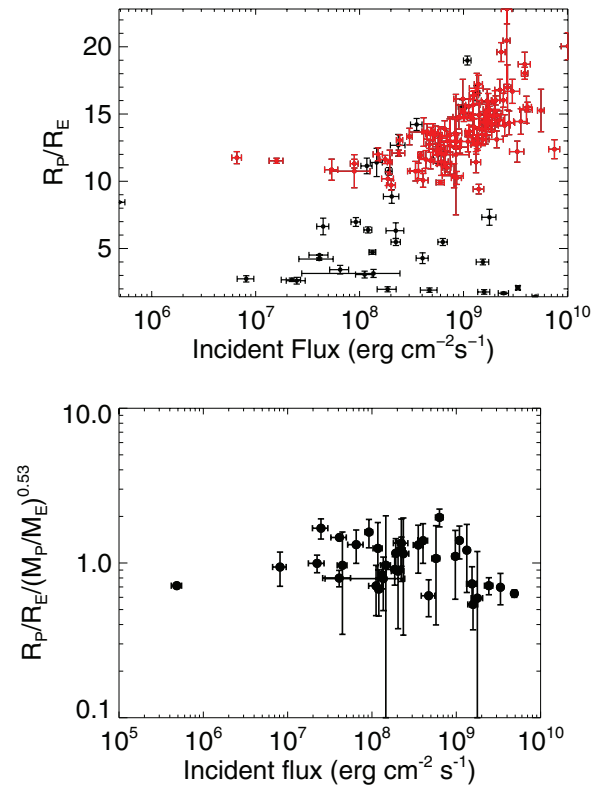 20
15
10
5
R_P/R_E
10^6 10^7 10^8 10^9 10^10
Incident Flux (erg cm^−2 s^−1)
10.0
1.0
0.1
R_P/R_E/(M_P/M_E)^0.53
10^5 10^6 10^7 10^8 10^9 10^10
Incident flux (erg cm^-2 s^-1)